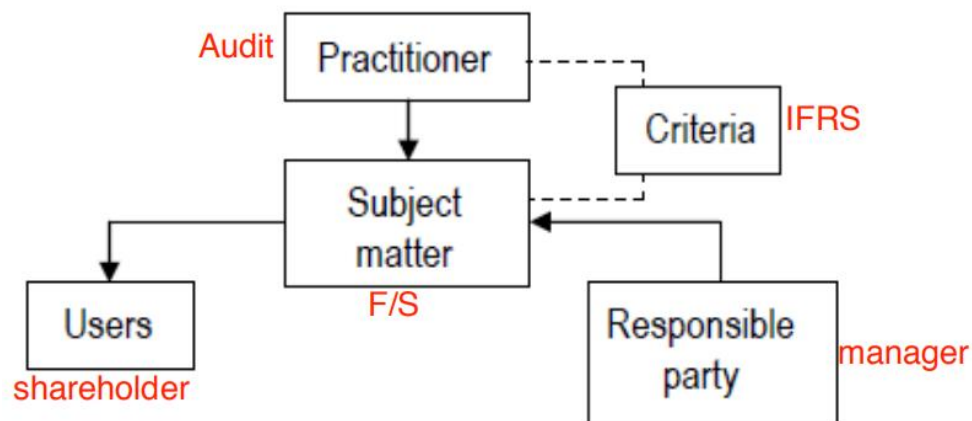 Audit
Practitioner
Criteria
IFRS
Subject
matter
F/S
Users
shareholder
Responsible
party
manager